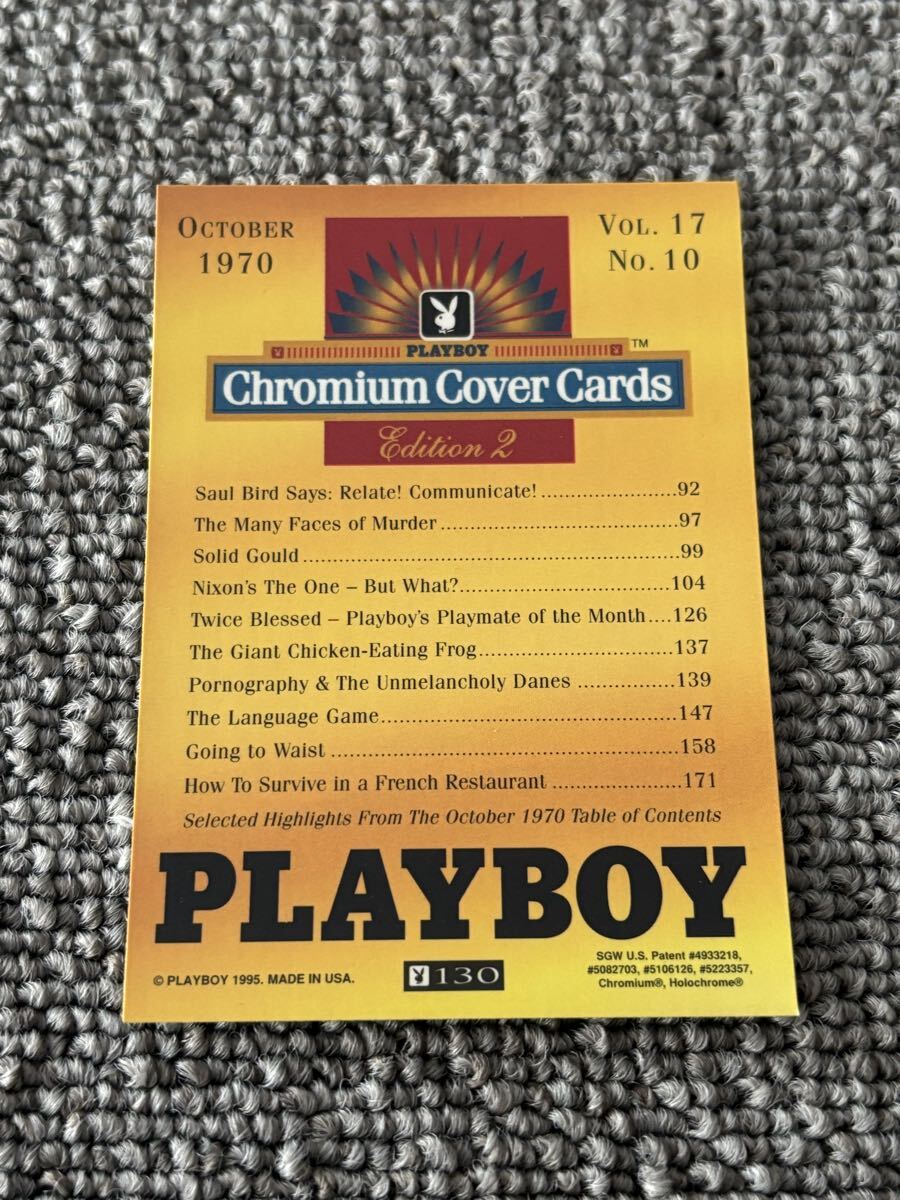 OCTOBER
1970
VOL. 17
NO. 10
PLAYBOY
TM
Chromium Cover Cards
Edition 2
Saul Bird Says: Relate! Communicate!.......................92
The Many Faces of Murder........................................97
Solid Gould................................................................99
Nixon's The One – But What?...................................104
Twice Blessed – Playboy's Playmate of the Month....126
The Giant Chicken-Eating Frog.................................137
Pornography & The Unmelancholy Danes ................139
The Language Game..................................................147
Going to Waist ..........................................................158
How To Survive in a French Restaurant ......................171
Selected Highlights From The October 1970 Table of Contents
PLAYBOY
© PLAYBOY 1995. MADE IN USA.
130
SGW U.S. Patent #4933218,
#5082703, #5106126, #5223357,
Chromium®, Holochrome®